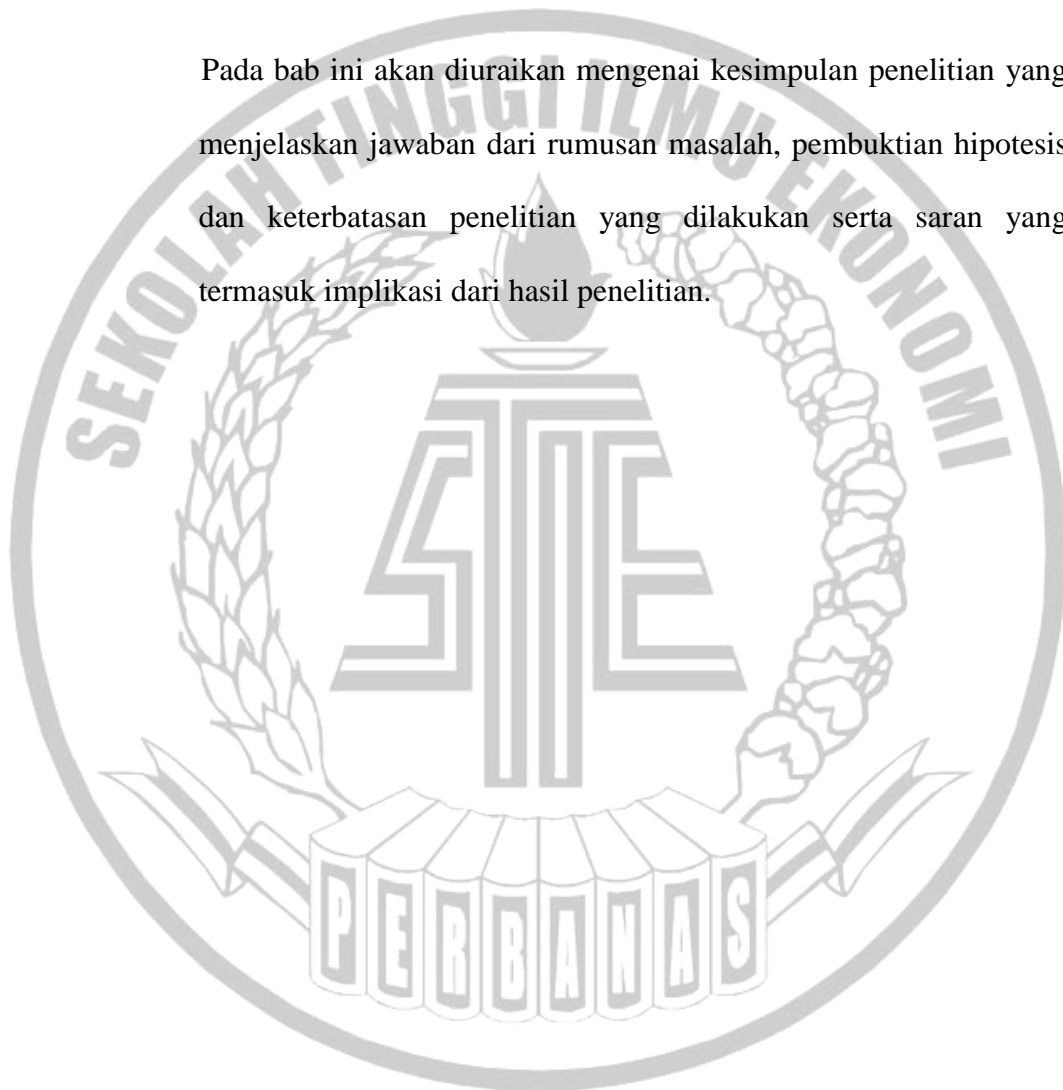 Pada bab ini akan diuraikan mengenai kesimpulan penelitian yang
menjelaskan jawaban dari rumusan masalah, pembuktian hipotesis
dan keterbatasan penelitian yang dilakukan serta saran yang
termasuk implikasi dari hasil penelitian.
SEKOLAH TINGGI ILMU EKONOMI
STIE
PERBANAS